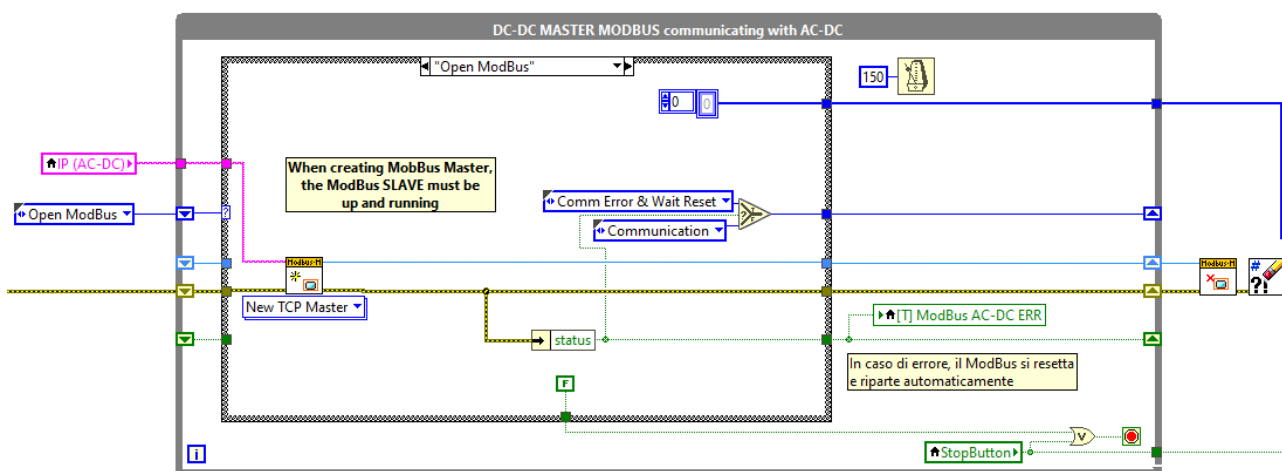 DC-DC MASTER MODBUS communicating with AC-DC
"Open ModBus"
150
0
0
IP (AC-DC)
When creating MobBus Master,
the ModBus SLAVE must be
up and running
Comm Error & Wait Reset
Open ModBus
?
?
T
F
Communication
Modbus-M
Modbus-M
#
?!
New TCP Master
[T] ModBus AC-DC ERR
status
In caso di errore, il ModBus si resetta
e riparte automaticamente
F
V
i
StopButton